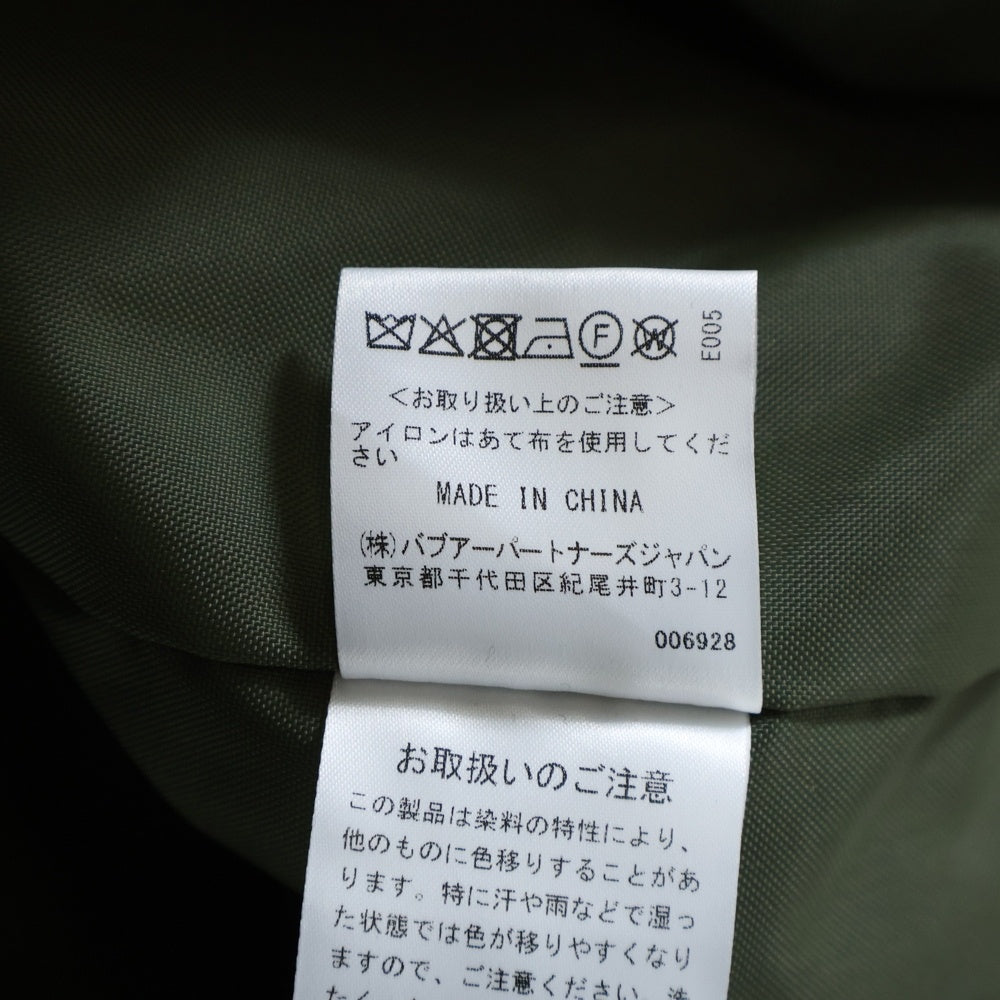 F W E005
<お取り扱い上のご注意>
アイロンはあて布を使用してくだ
さい
MADE IN CHINA
(株)バブアーパートナーズジャパン
東京都千代田区紀尾井町3-12
006928
お取扱いのご注意
この製品は染料の特性により、
他のものに色移りすることがあ
ります。特に汗や雨などで湿っ
た状態では色が移りやすくなり
ますので、ご注意ください。洗